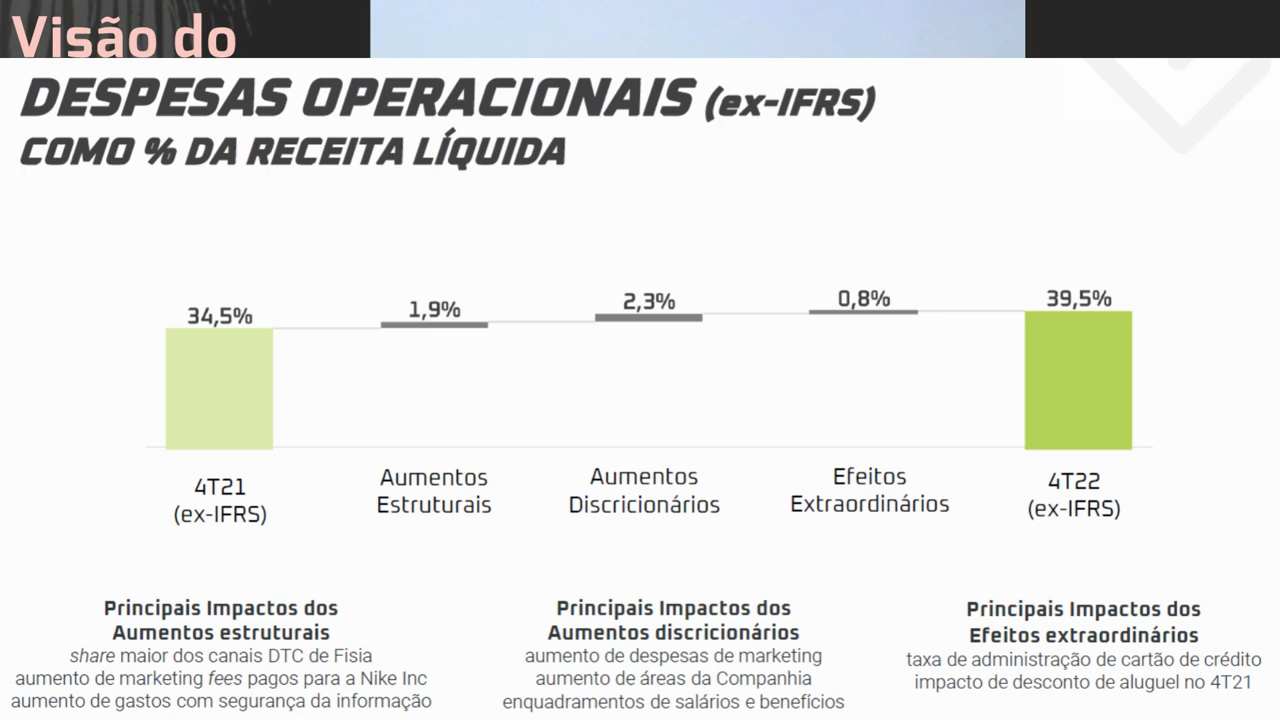 Visão do
DESPESAS OPERACIONAIS (ex-IFRS)
COMO % DA RECEITA LÍQUIDA
34,5%
1,9%
2,3%
0,8%
39,5%
4T21
(ex-IFRS)
Aumentos
Estruturais
Aumentos
Discricionários
Efeitos
Extraordinários
4T22
(ex-IFRS)
Principais Impactos dos
Aumentos estruturais
share maior dos canais DTC de Fisia
aumento de marketing fees pagos para a Nike Inc
aumento de gastos com segurança da informação
Principais Impactos dos
Aumentos discricionários
aumento de despesas de marketing
aumento de áreas da Companhia
enquadramentos de salários e benefícios
Principais Impactos dos
Efeitos extraordinários
taxa de administração de cartão de crédito
impacto de desconto de aluguel no 4T21